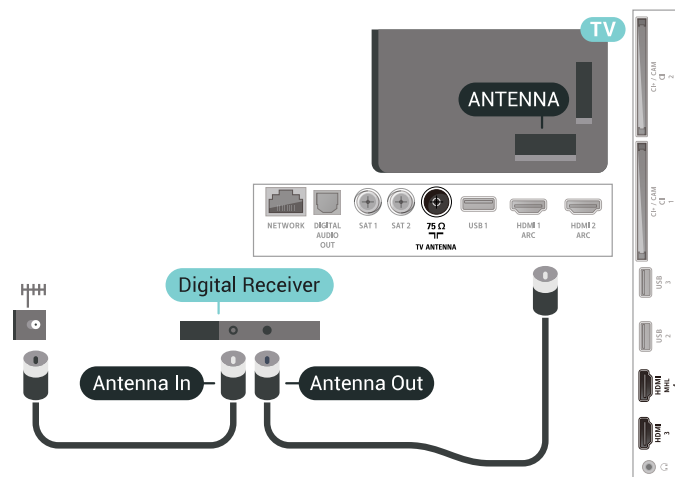 TV
ANTENNA
CI+ / CAM
CI
2
NETWORK
DIGITAL
AUDIO
OUT
SAT 1
SAT 2
75 Ω
TV ANTENNA
USB 1
HDMI 1
ARC
HDMI 2
ARC
CI+ / CAM
CI
1
USB
3
Digital Receiver
USB
2
Antenna In
Antenna Out
HDMI
MHL
HDMI
3